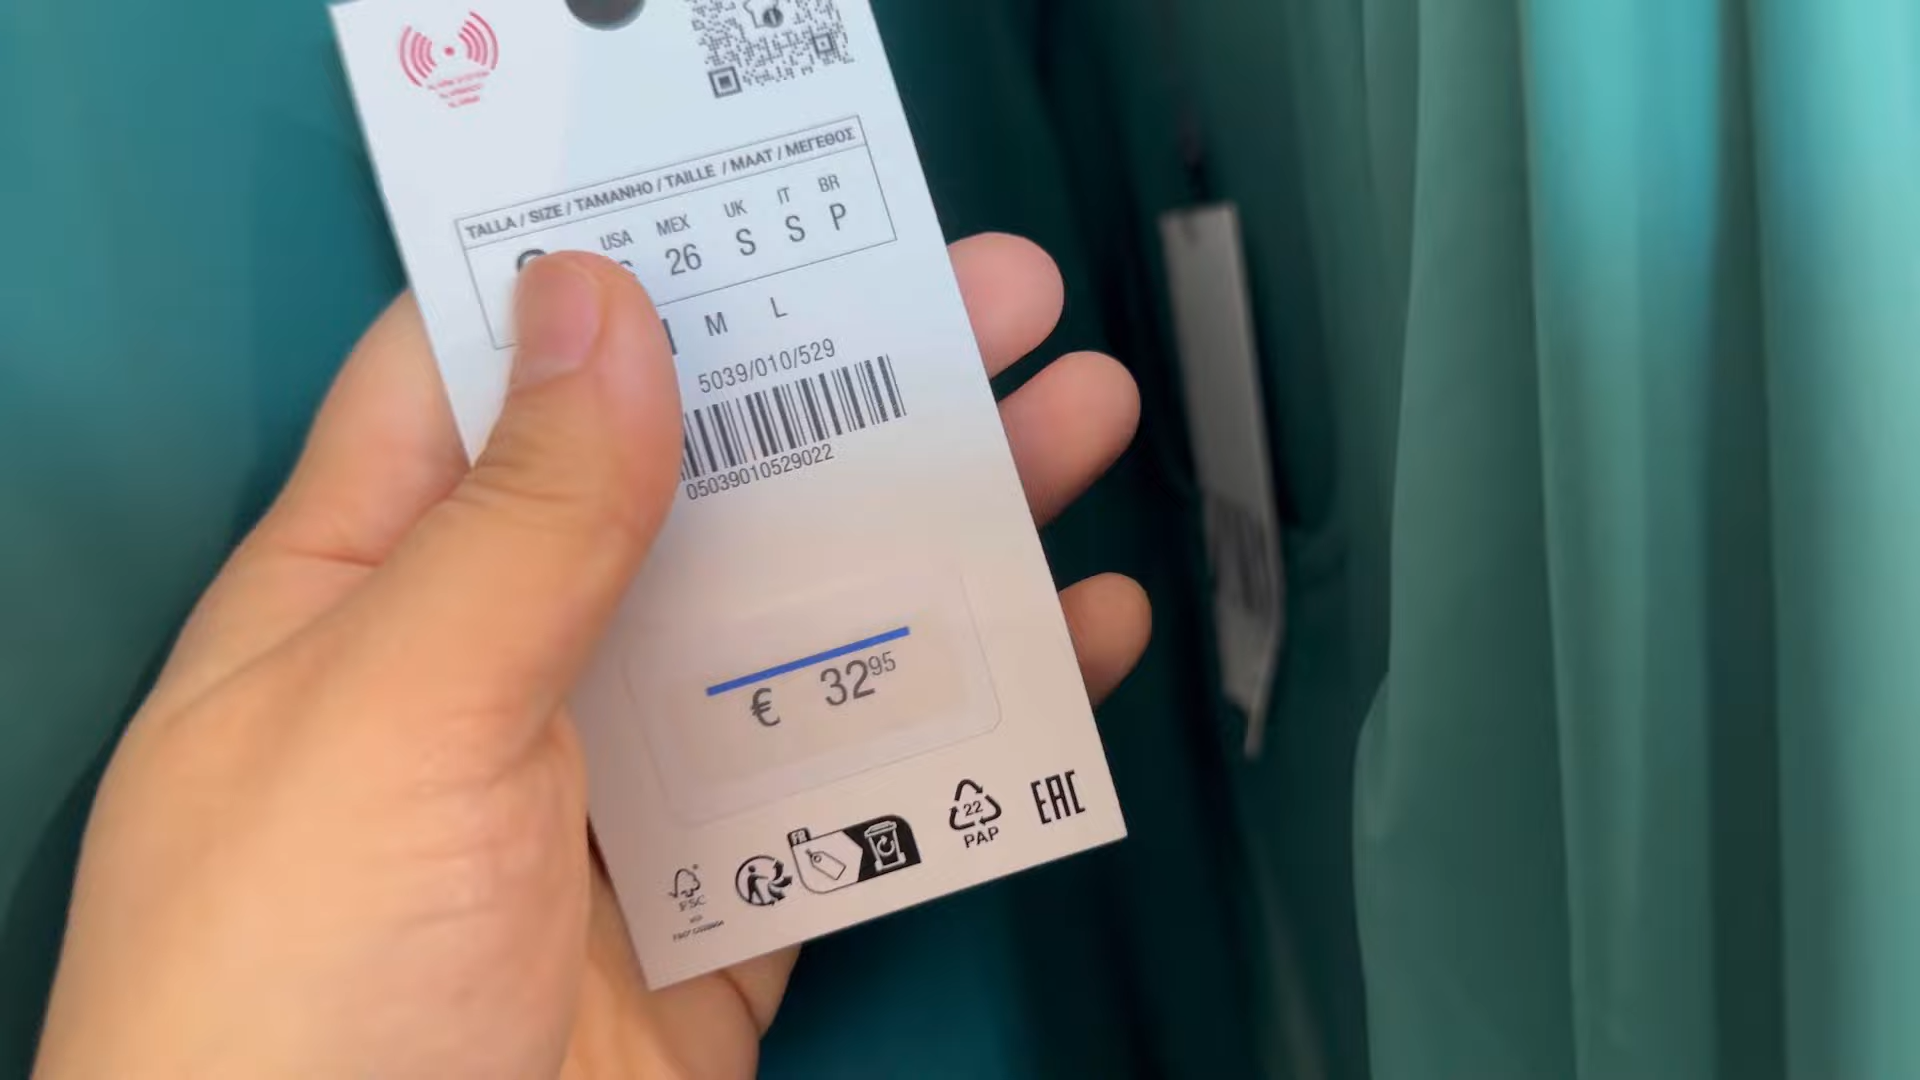 TALLA / SIZE / TAMANHO / TAILLE / MAAT / ΜΕΓΕΘΟΣ
USA MEX UK IT BR
26 S S P
M L
5039/010/529
05039010529022
€ 32⁹⁵
FR
22
PAP
EAC
FSC